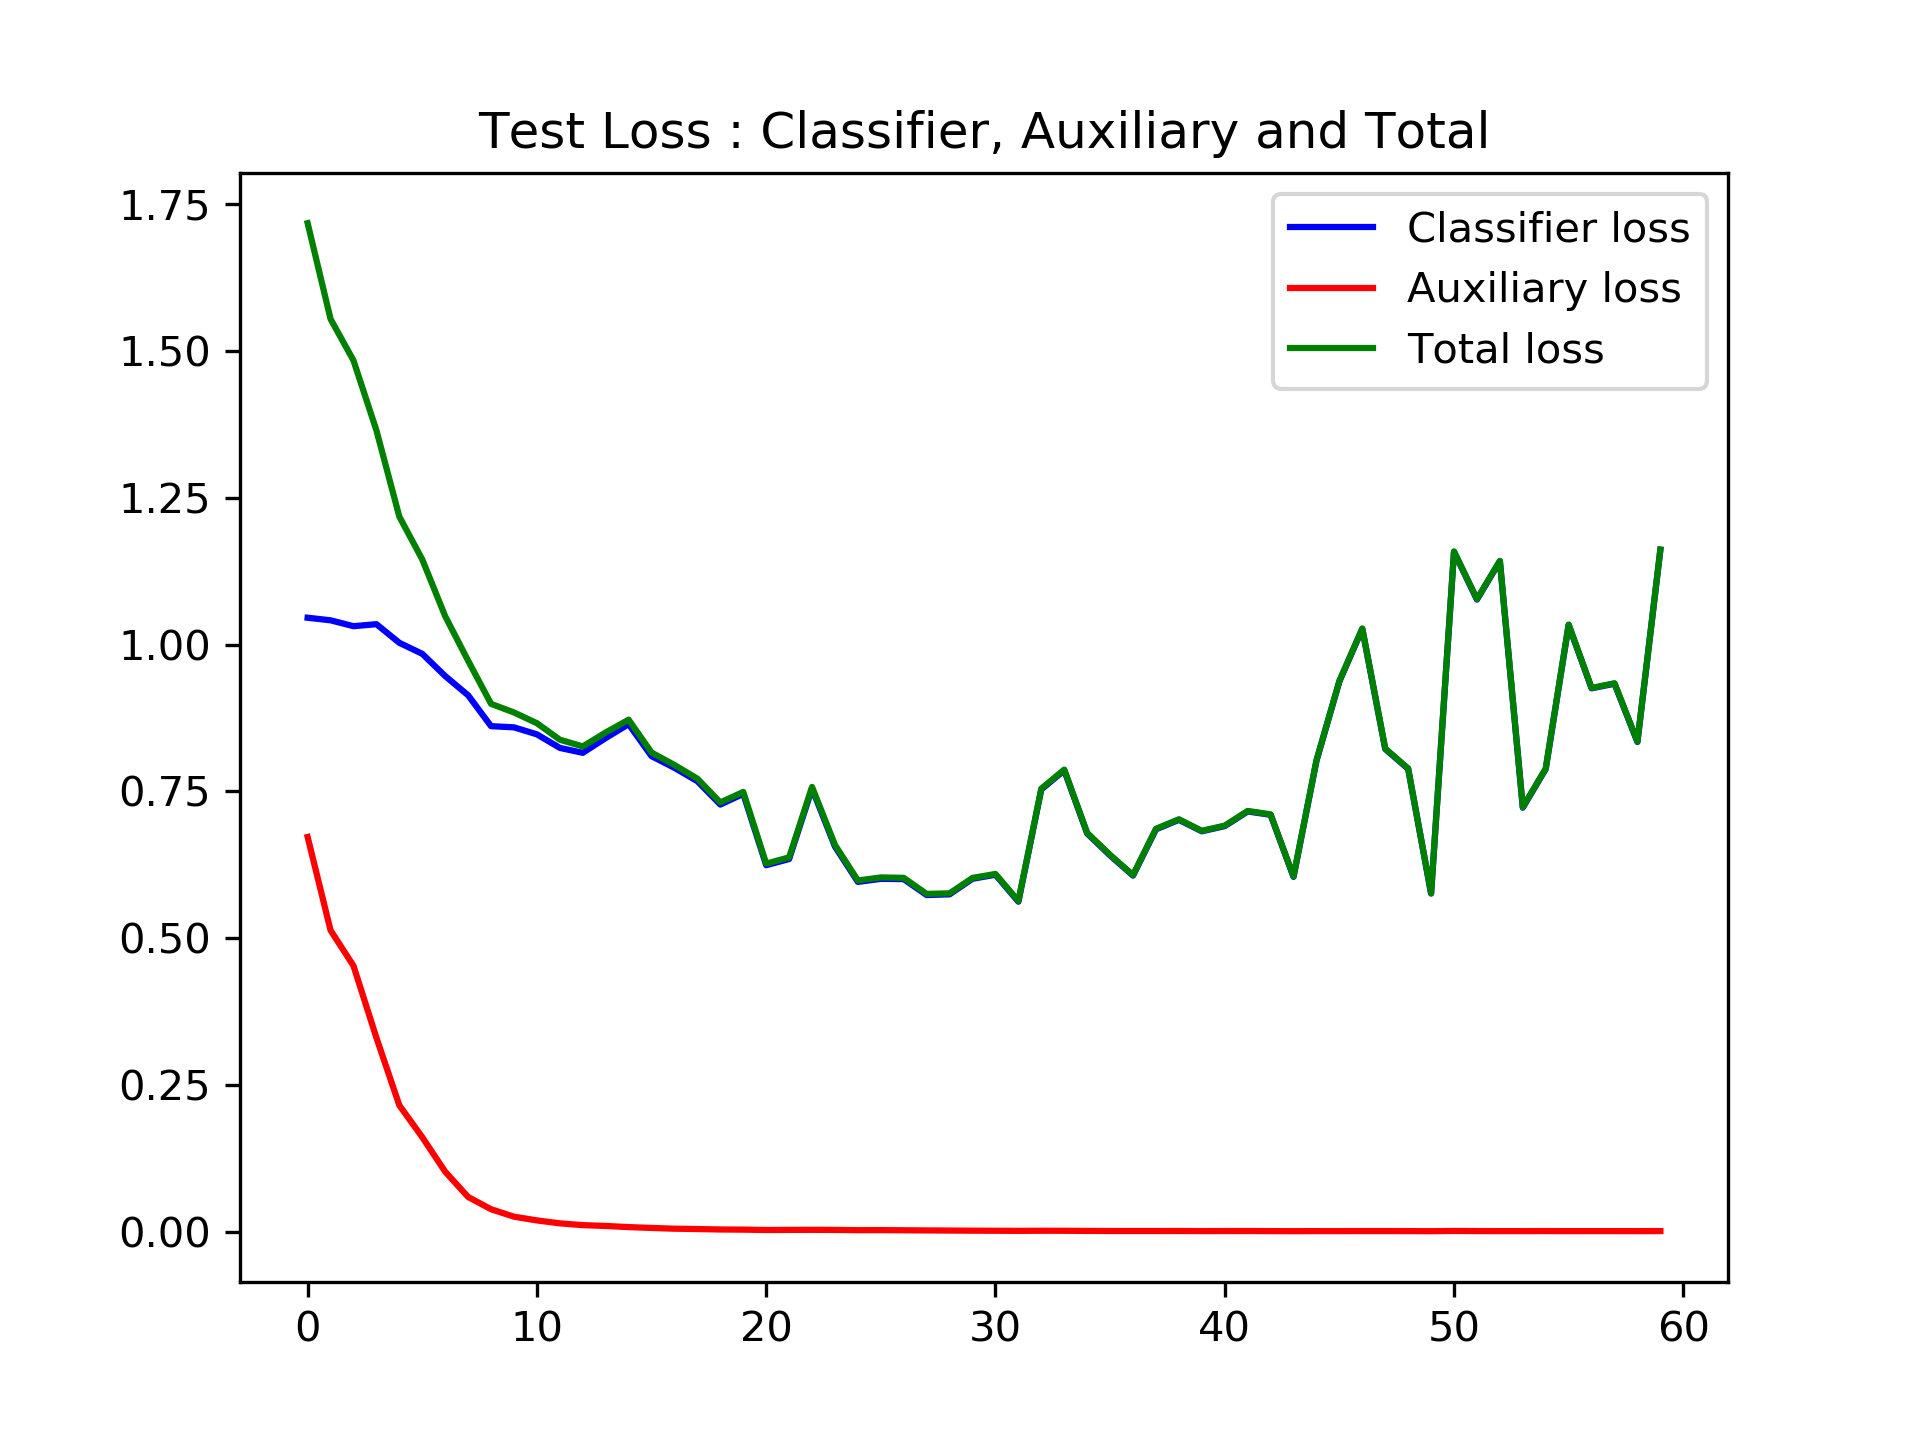 Test Loss : Classifier, Auxiliary and Total
1.75
1.50
1.25
1.00
0.75
0.50
0.25
0.00
Classifier loss
Auxiliary loss
Total loss
0 10 20 30 40 50 60